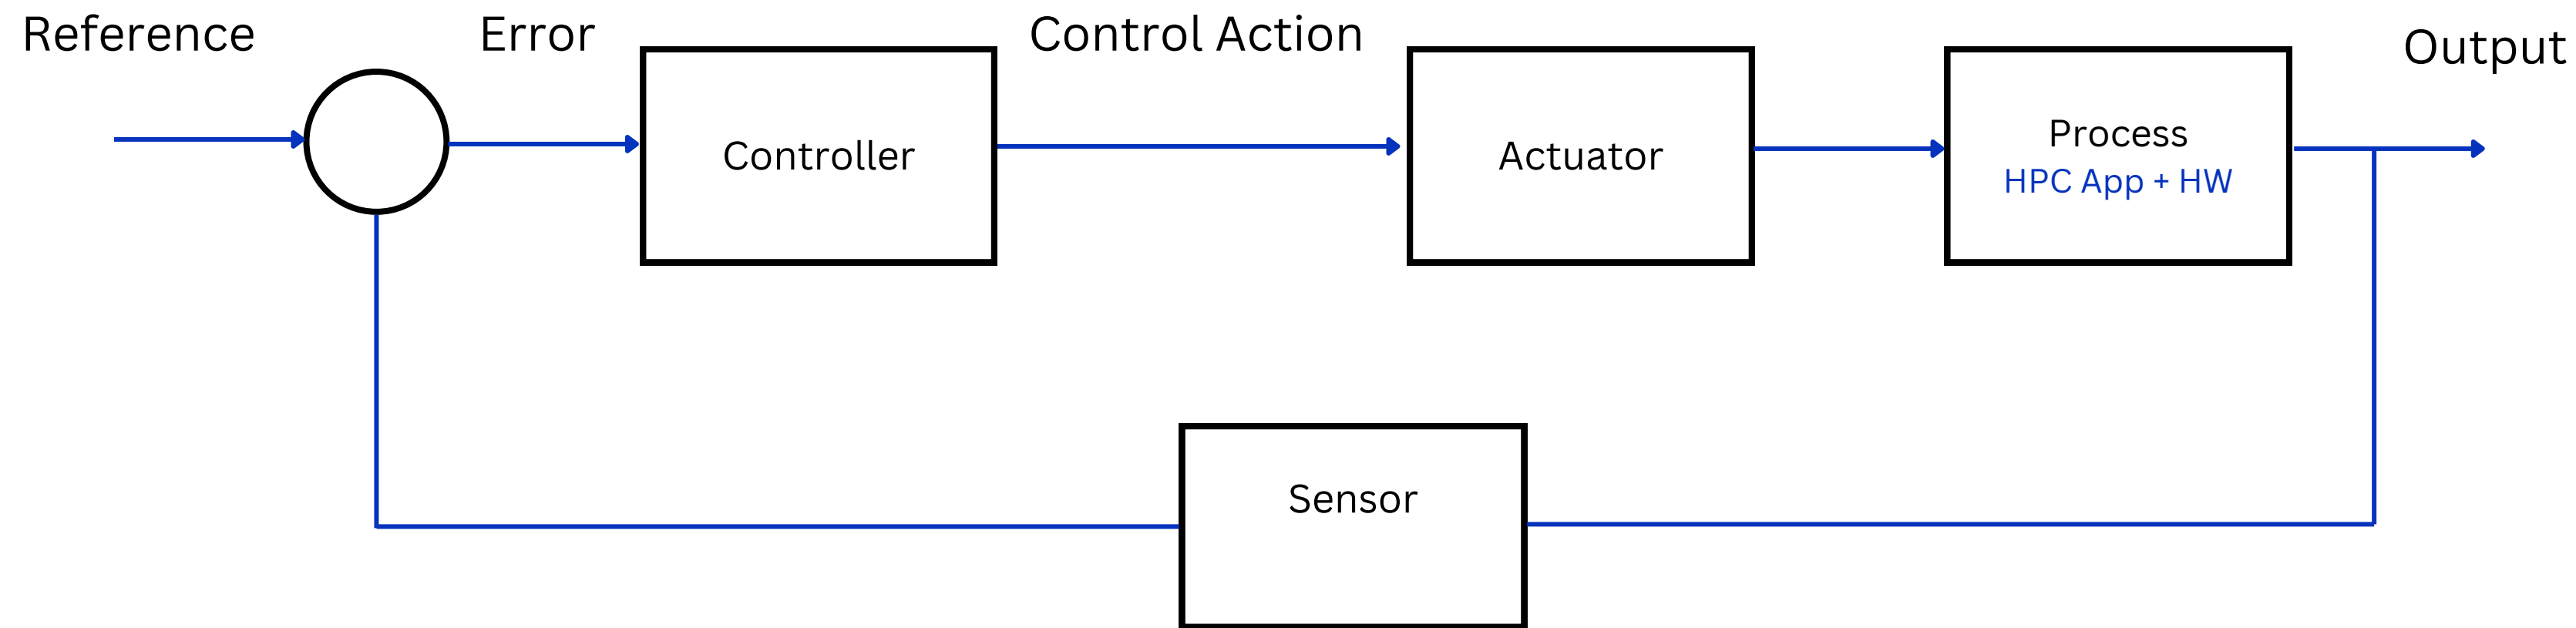 Reference
Error
Control Action
Output
Controller
Actuator
Process
HPC App + HW
Sensor